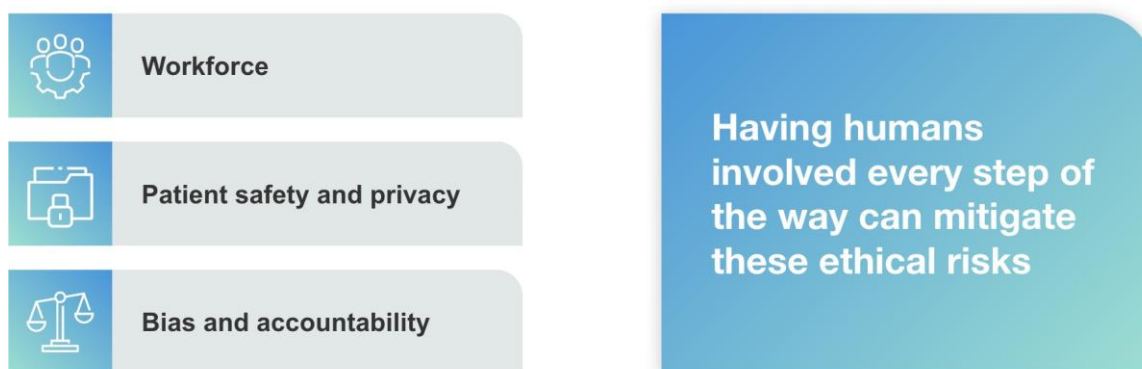 Workforce
Patient safety and privacy
Bias and accountability
Having humans
involved every step of
the way can mitigate
these ethical risks